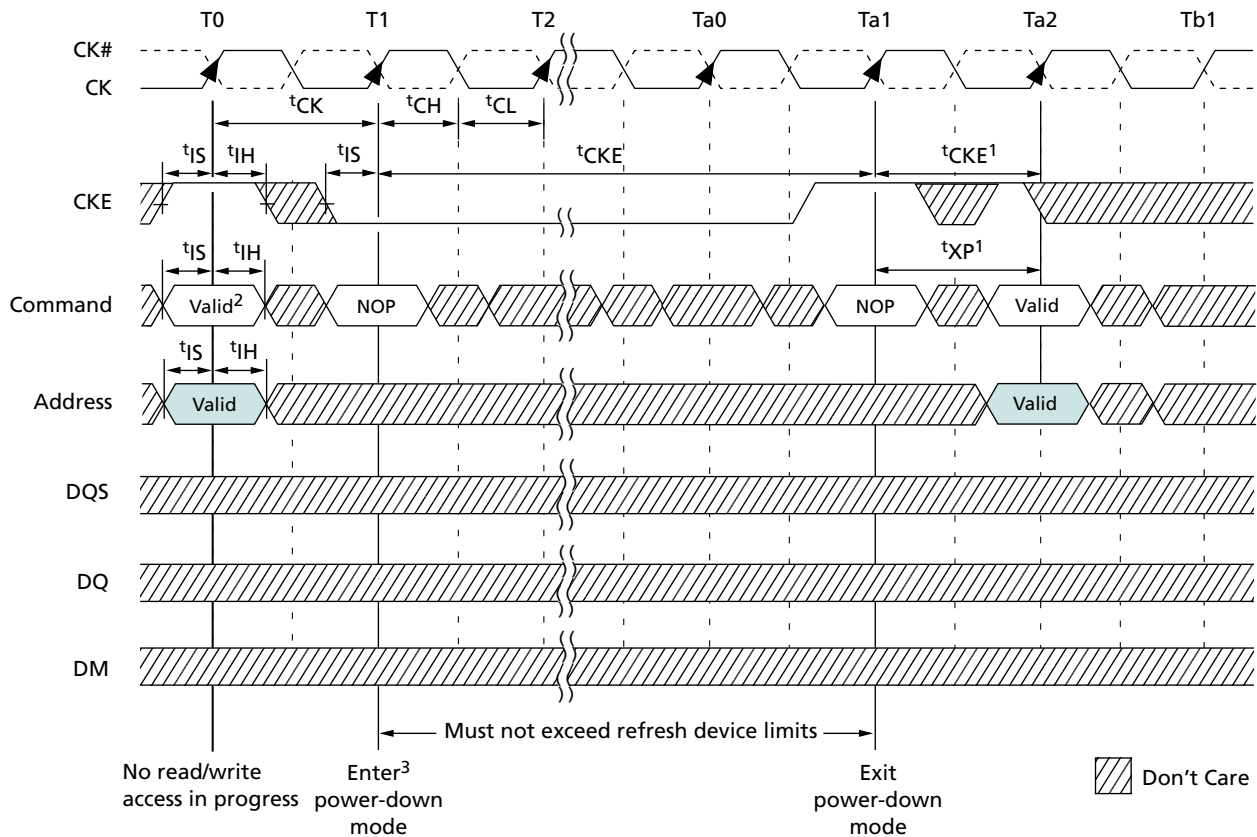 T0 T1 T2 Ta0 Ta1 Ta2 Tb1
CK#
CK
tCK tCH tCL
tIS tIH tIS tCKE tCKE1
CKE
tIS tIH tXP1
Command Valid2 NOP NOP Valid
tIS tIH
Address Valid Valid
DQS
DQ
DM
Must not exceed refresh device limits
No read/write
access in progress
Enter3
power-down
mode
Exit
power-down
mode
Don't Care